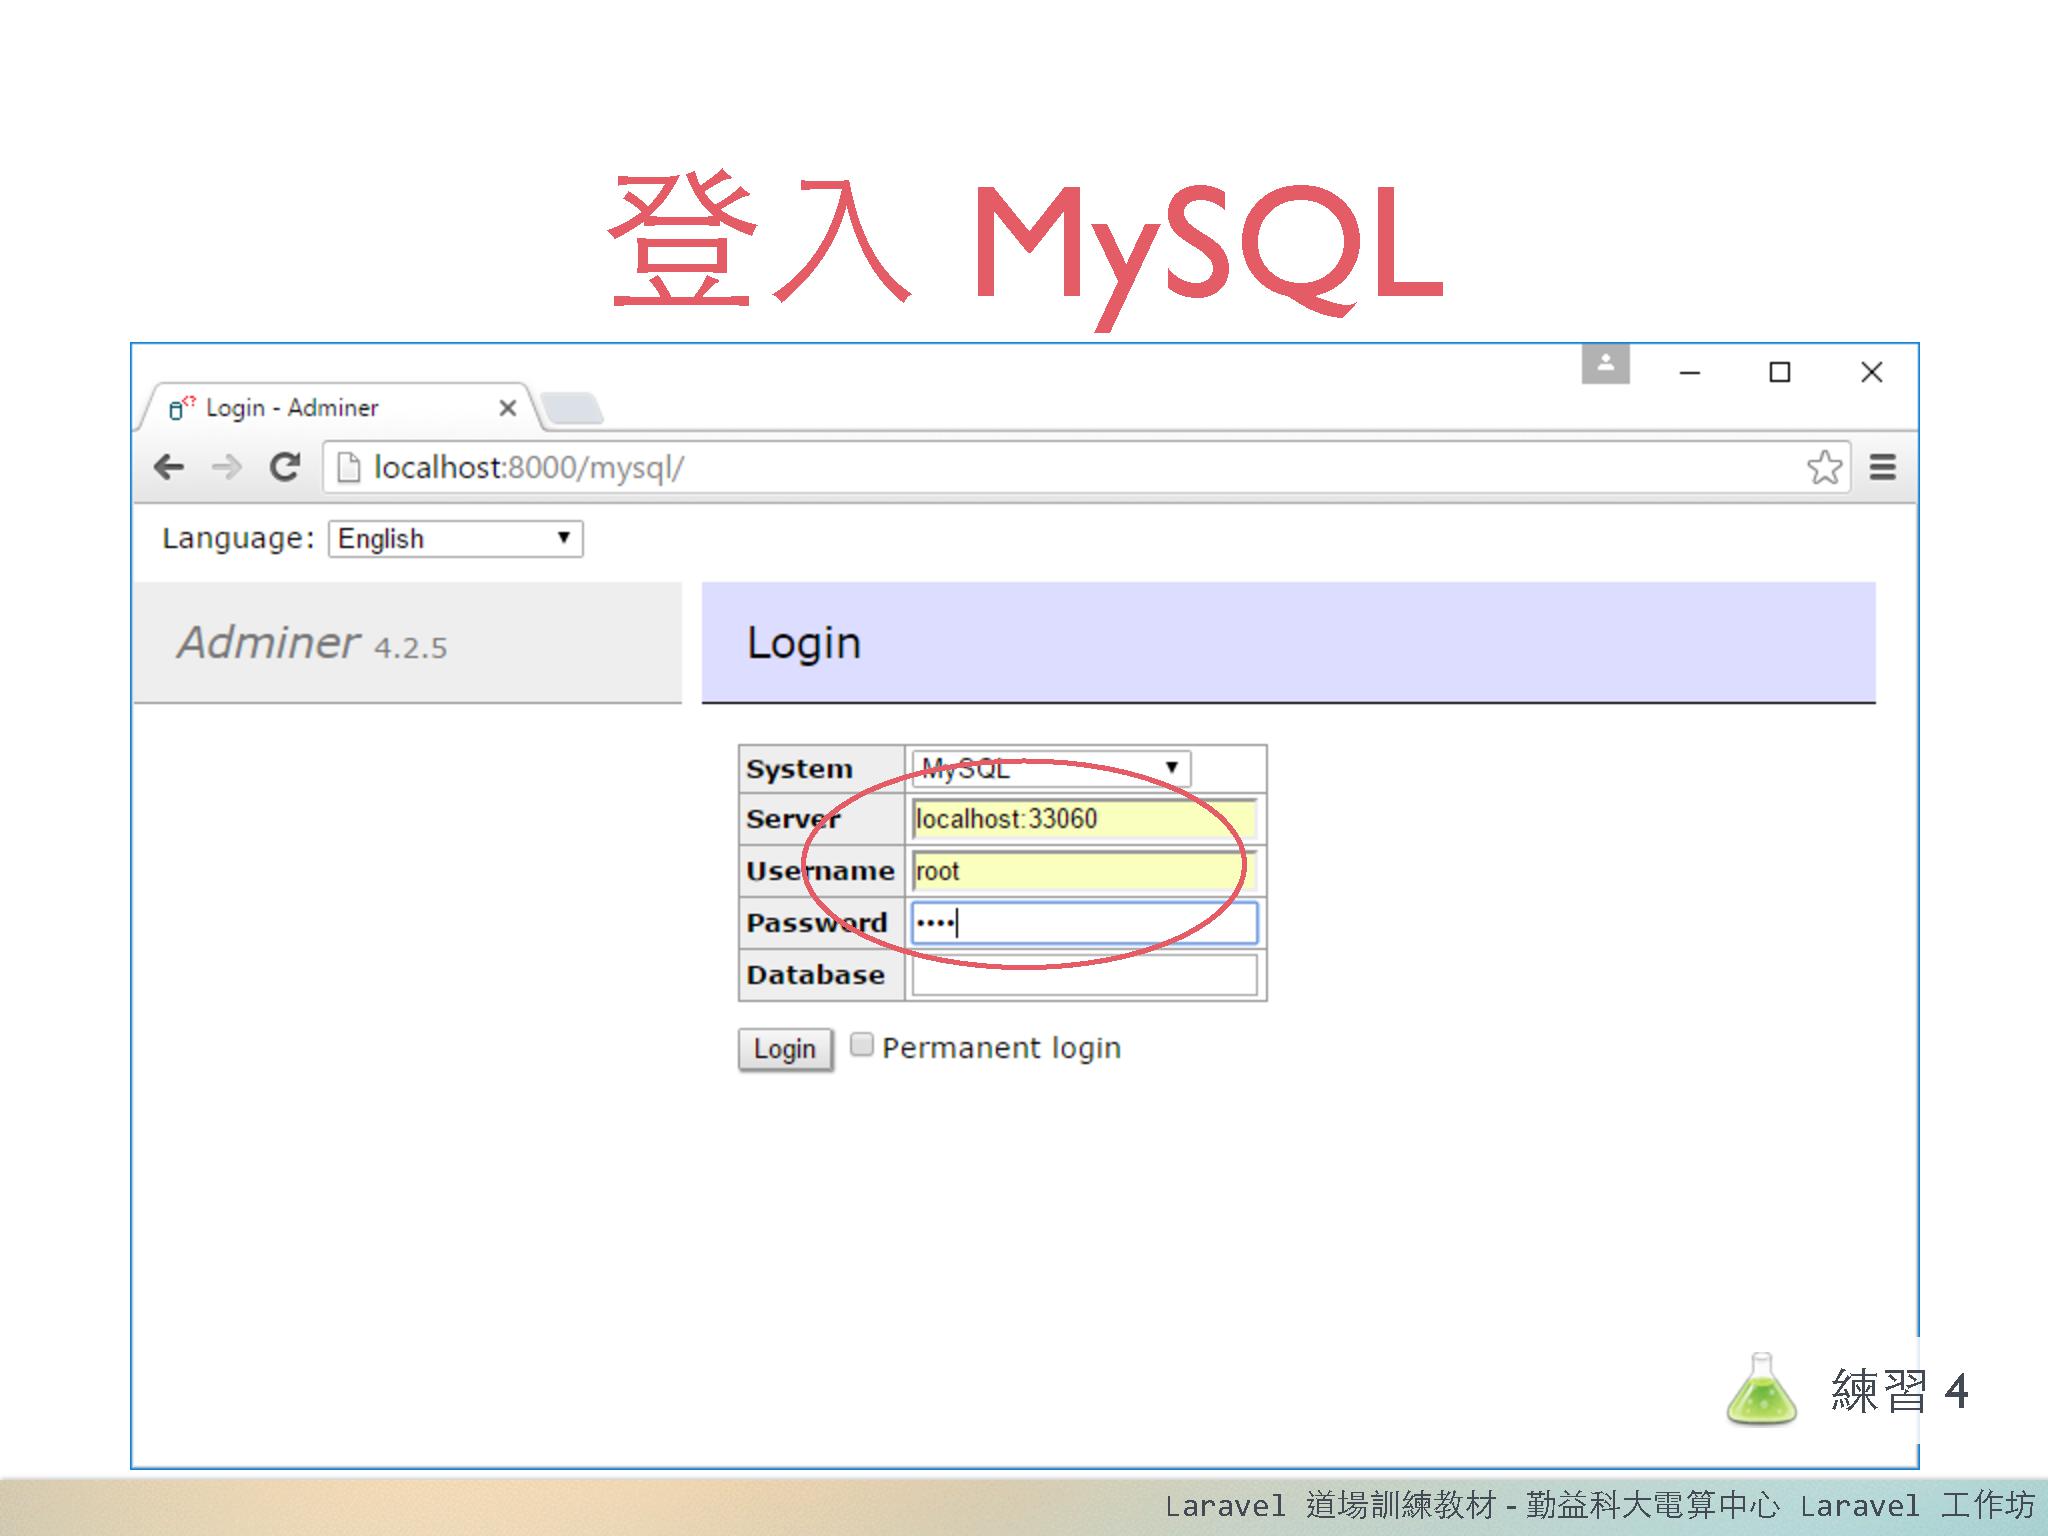 登入 MySQL
Login - Adminer
localhost:8000/mysql/
Language: English
Adminer 4.2.5
Login
System MySQL
Server localhost:33060
Username root
Password ••••
Database
Login Permanent login
練習 4
Laravel 道場訓練教材 - 勤益科大電算中心 Laravel 工作坊